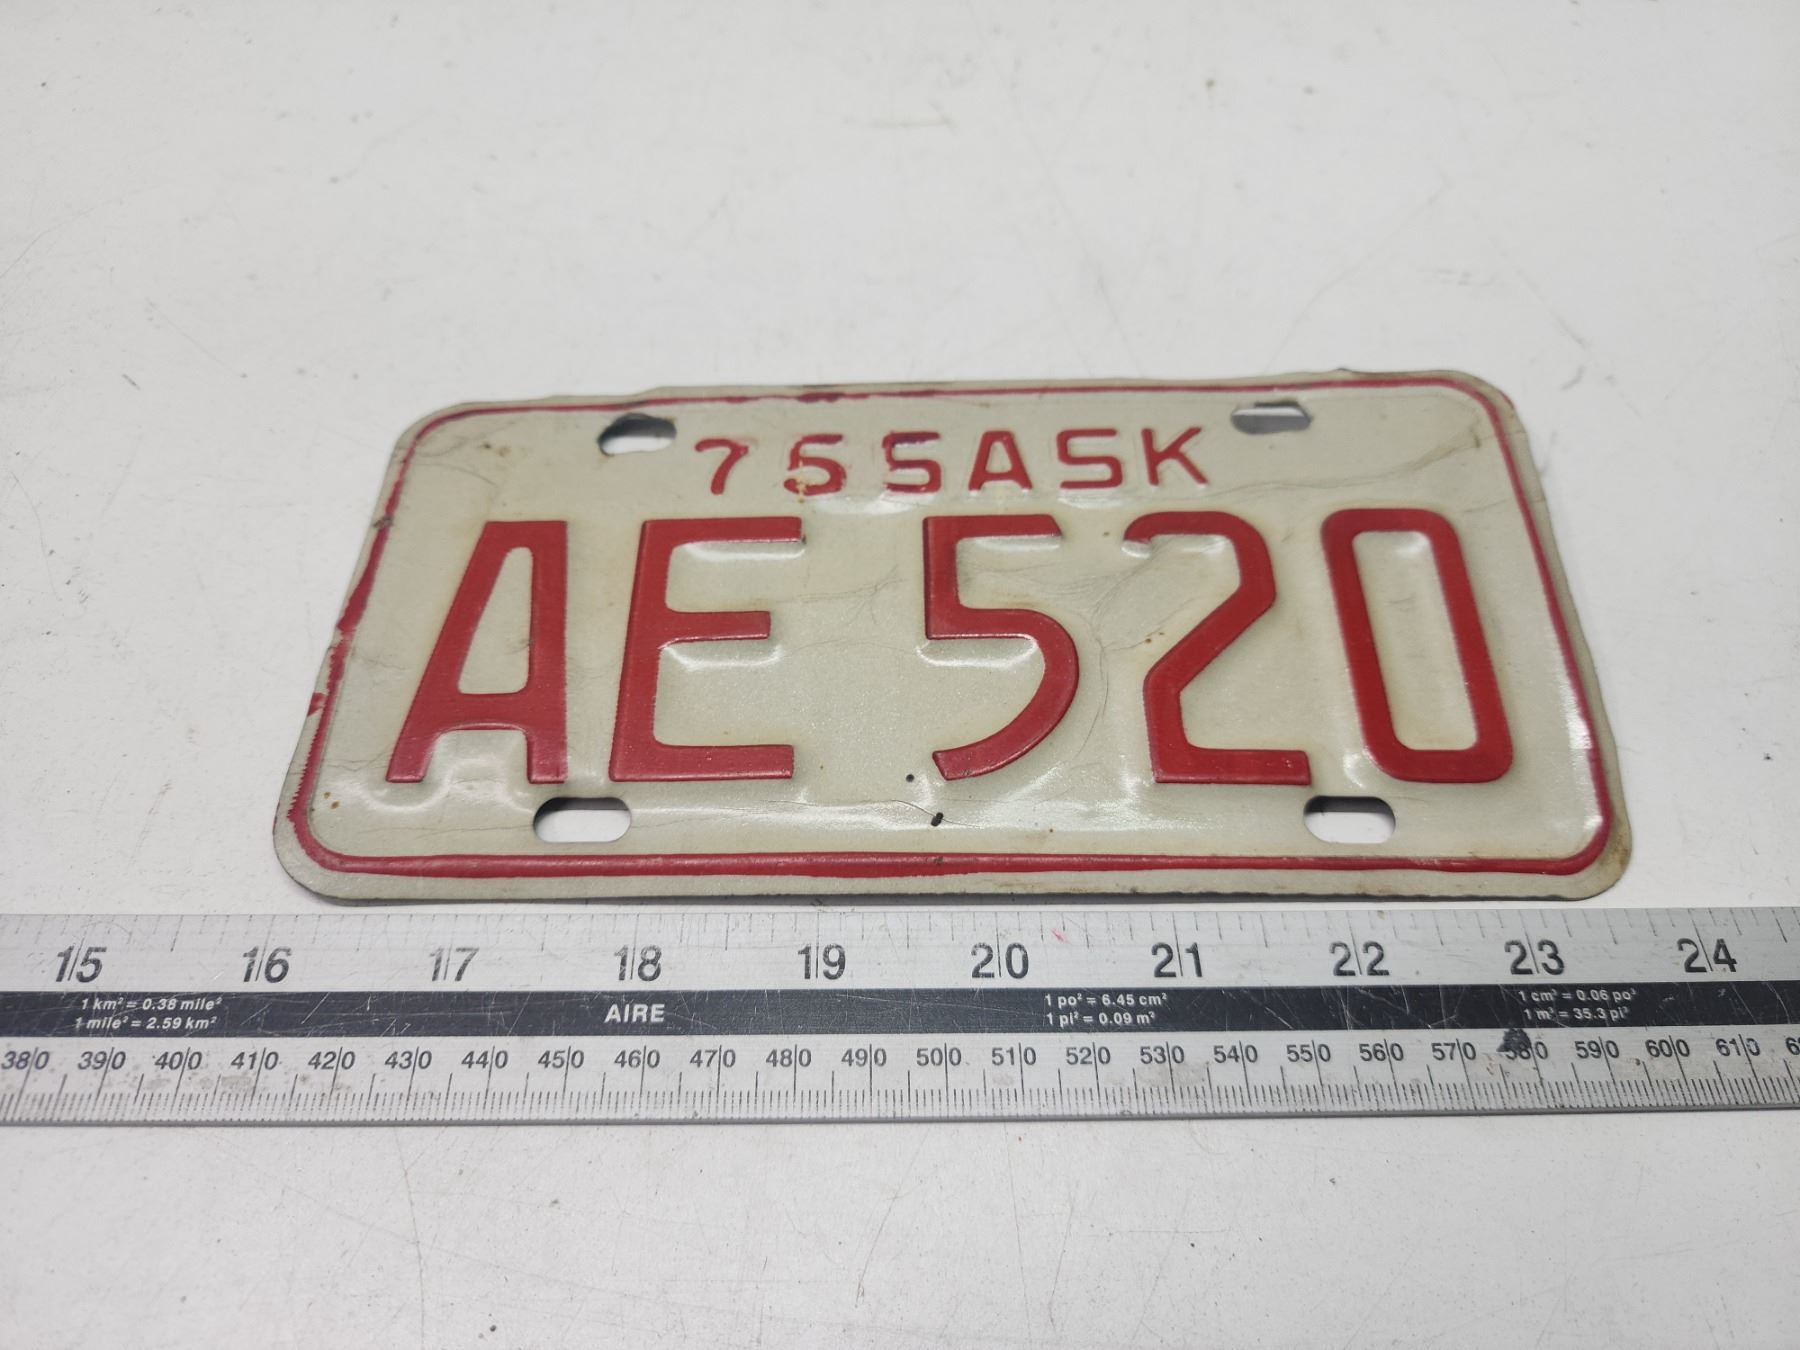 75 SASK
AE 520
15 16 17 18 19 20 21 22 23 24
1 km² = 0.38 mile²
1 mile² = 2.59 km²
AIRE
1 po² = 6.45 cm²
1 pi² = 0.09 m²
1 cm³ = 0.06 po³
1 m³ = 35.3 pi³
380 390 400 410 420 430 440 450 460 470 480 490 500 510 520 530 540 550 560 570 580 590 600 610